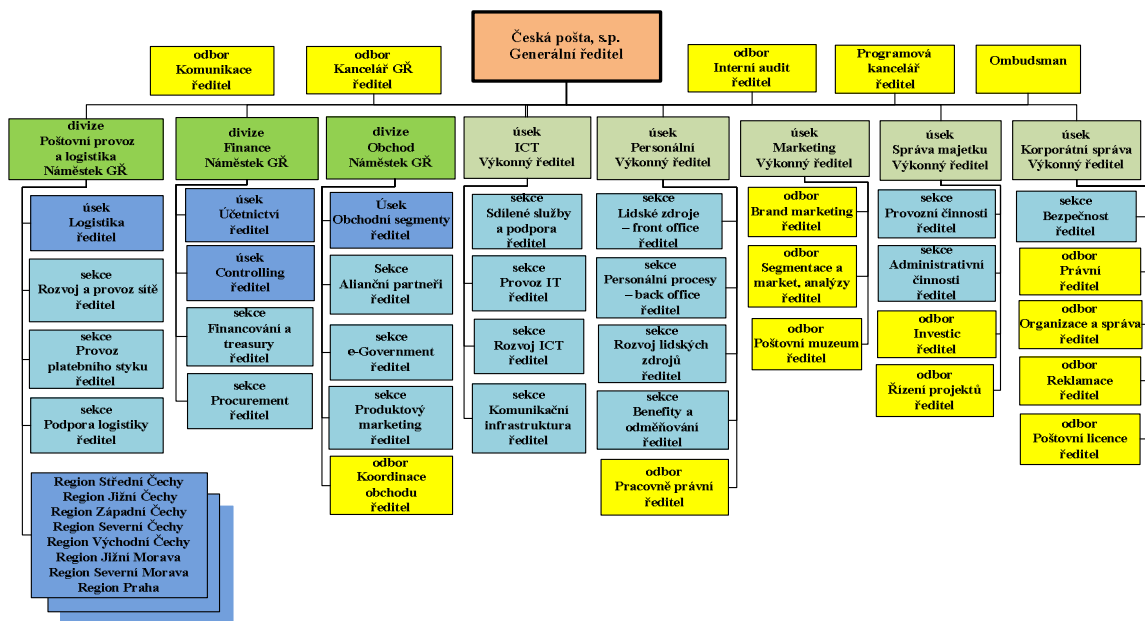 Česká pošta, s.p.
Generální ředitel
odbor
Komunikace
ředitel
odbor
Kancelář GŘ
ředitel
odbor
Interní audit
ředitel
Programová
kancelář
ředitel
Ombudsman
divize
Poštovní provoz
a logistika
Náměstek GŘ
divize
Finance
Náměstek GŘ
divize
Obchod
Náměstek GŘ
úsek
ICT
Výkonný ředitel
úsek
Personální
Výkonný ředitel
úsek
Marketing
Výkonný ředitel
úsek
Správa majetku
Výkonný ředitel
úsek
Korporátní správa
Výkonný ředitel
úsek
Logistika
ředitel
sekce
Rozvoj a provoz sítě
ředitel
sekce
Provoz
platebního styku
ředitel
sekce
Podpora logistiky
ředitel
Region Střední Čechy
Region Jižní Čechy
Region Západní Čechy
Region Severní Čechy
Region Východní Čechy
Region Jižní Morava
Region Severní Morava
Region Praha
úsek
Účetnictví
ředitel
úsek
Controlling
ředitel
sekce
Financování a
treasury
ředitel
sekce
Procurement
ředitel
Úsek
Obchodní segmenty
ředitel
Sekce
Alianční partneři
ředitel
sekce
e-Government
ředitel
sekce
Produktový
marketing
ředitel
odbor
Koordinace
obchodu
ředitel
sekce
Sdílené služby
a podpora
ředitel
sekce
Provoz IT
ředitel
sekce
Rozvoj ICT
ředitel
sekce
Komunikační
infrastruktura
ředitel
sekce
Lidské zdroje
– front office
ředitel
sekce
Personální procesy
– back office
ředitel
sekce
Rozvoj lidských
zdrojů
ředitel
sekce
Benefity a
odměňování
ředitel
odbor
Pracovně právní
ředitel
odbor
Brand marketing
ředitel
odbor
Segmentace a
market, analýzy
ředitel
odbor
Poštovní muzeum
ředitel
sekce
Provozní činnosti
ředitel
sekce
Administrativní
činnosti
ředitel
odbor
Investic
ředitel
odbor
Řízení projektů
ředitel
sekce
Bezpečnost
ředitel
odbor
Právní
ředitel
odbor
Organizace a správa
ředitel
odbor
Reklamace
ředitel
odbor
Poštovní licence
ředitel